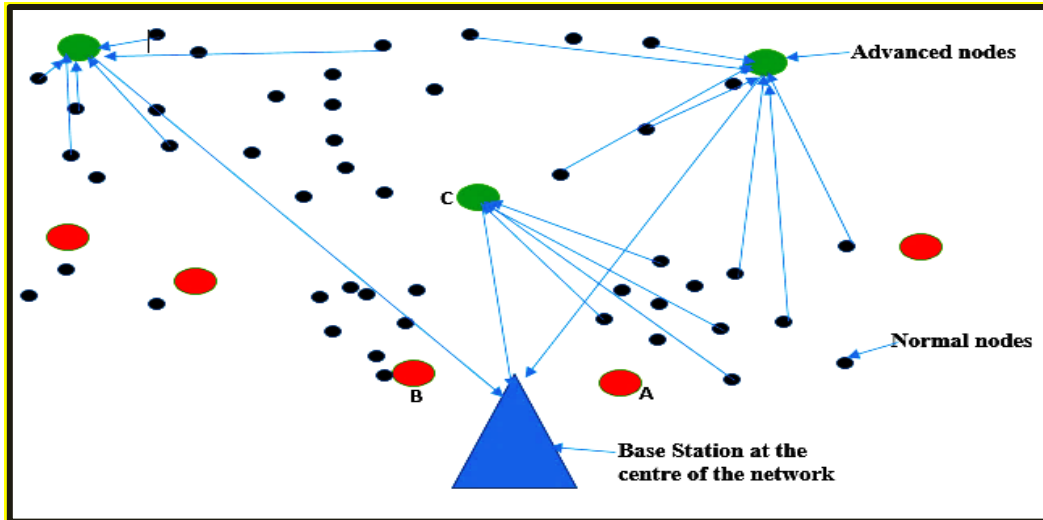 Advanced nodes
C
Normal nodes
B
A
Base Station at the
centre of the network